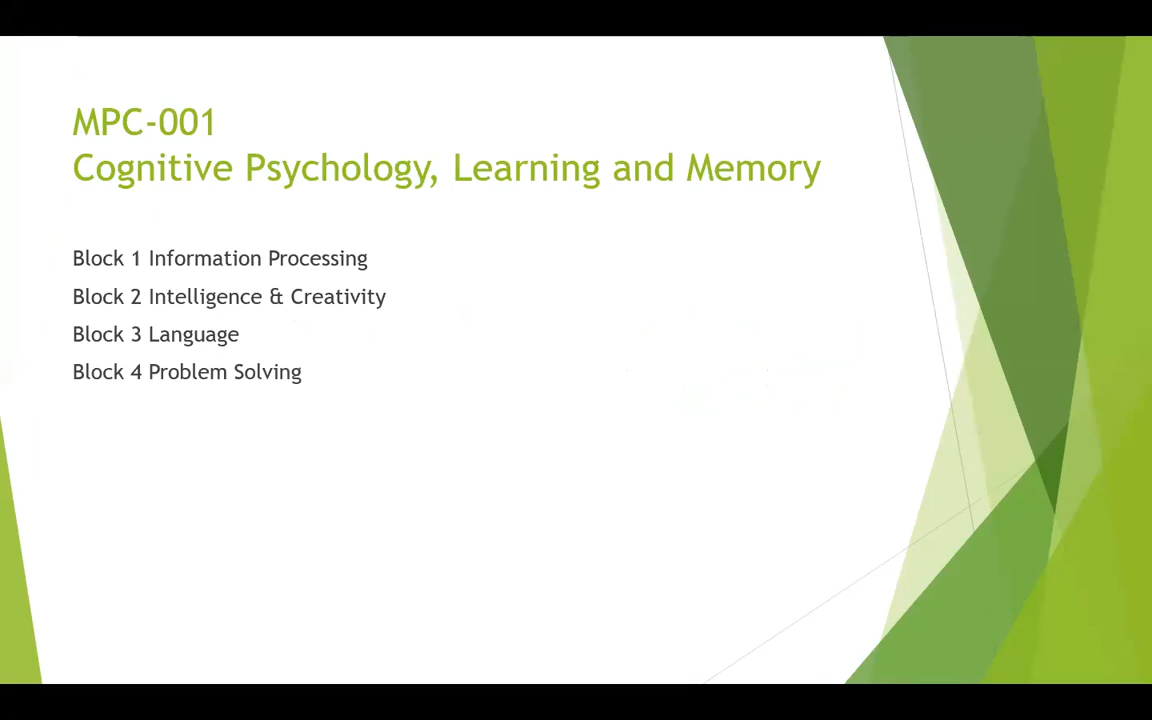 MPC-001
Cognitive Psychology, Learning and Memory
Block 1 Information Processing
Block 2 Intelligence & Creativity
Block 3 Language
Block 4 Problem Solving